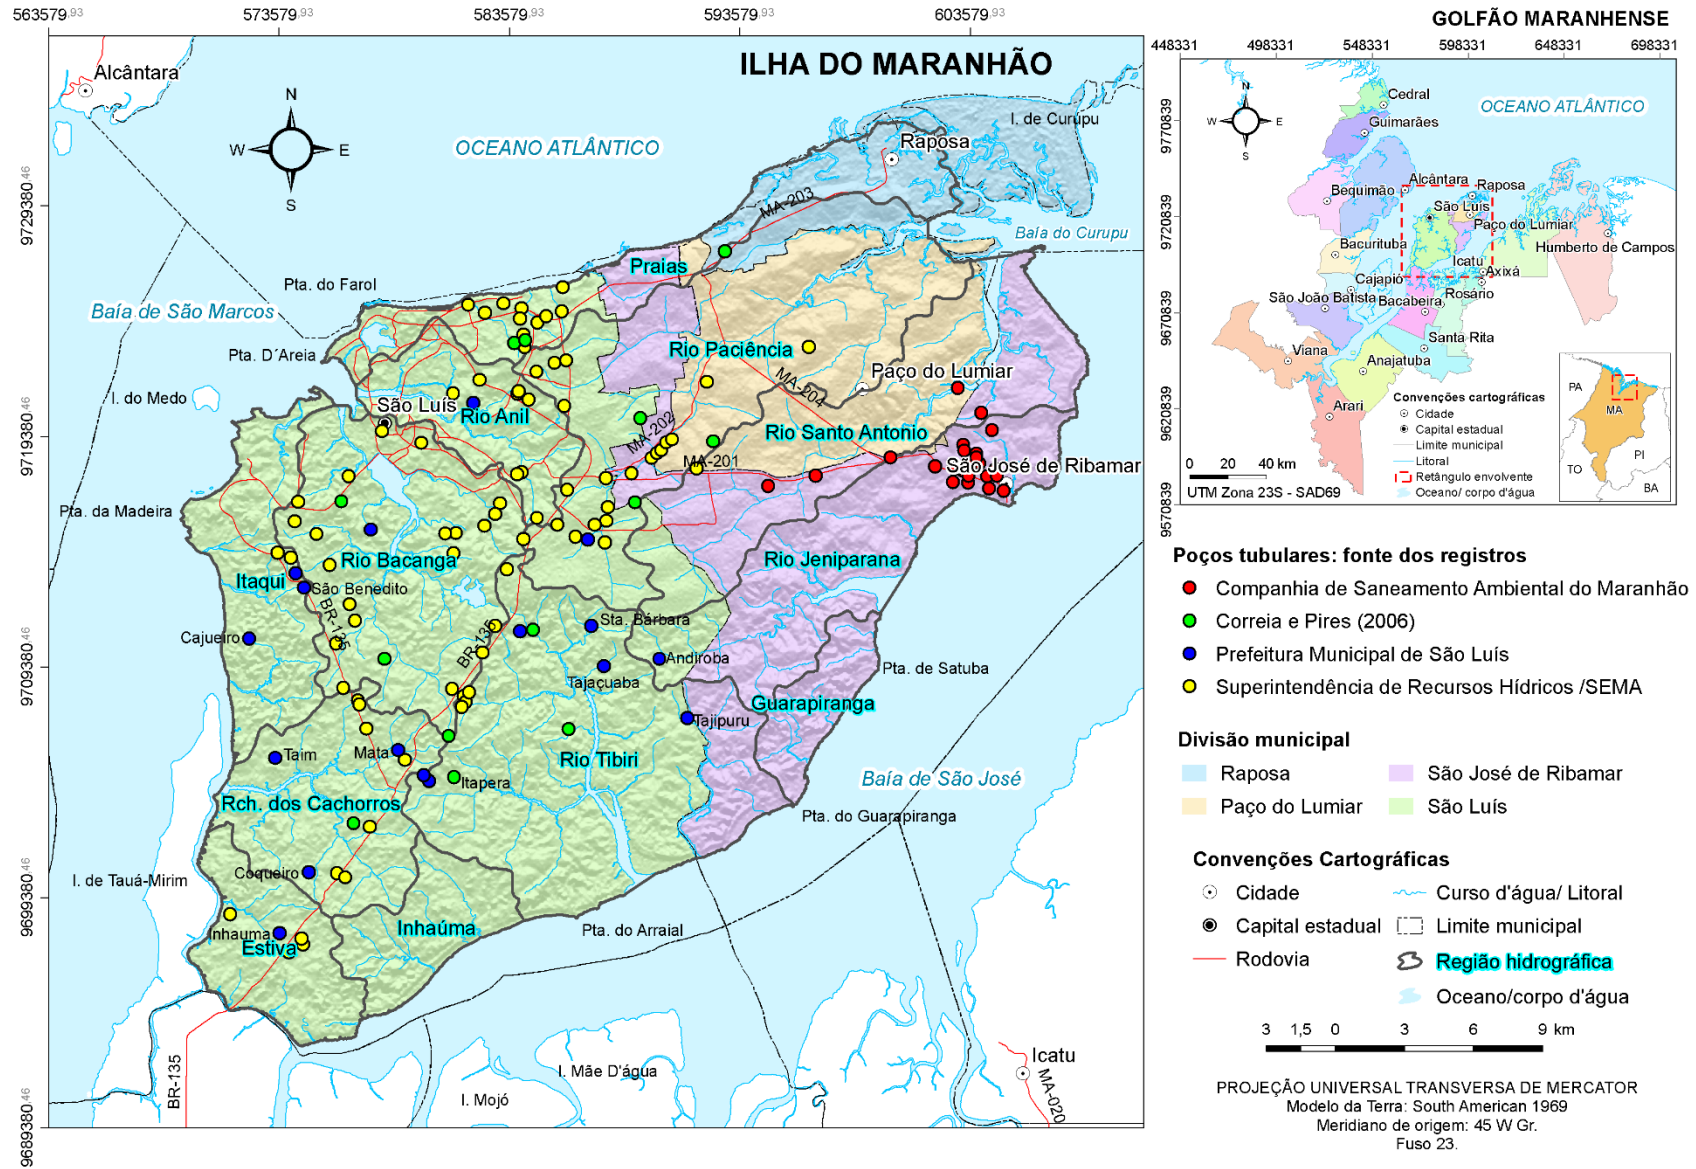 563579,93
573579,93
583579,93
593579,93
603579,93
9729380,46
9719380,46
9709380,46
9699380,46
9689380,46
ILHA DO MARANHÃO
Alcântara
N
W
E
S
OCEANO ATLÂNTICO
I. de Curupu
Raposa
MA-203
Baía do Curupu
Praias
Pta. do Farol
Baía de São Marcos
Pta. D´Areia
Rio Paciência
Paço do Lumiar
MA-204
I. do Medo
São Luís
Rio Anil
MA-202
Rio Santo Antonio
MA-201
São José de Ribamar
Pta. da Madeira
Rio Bacanga
Rio Jeniparana
Itaqui
São Benedito
BR-135
Cajueiro
Sta. Bárbara
BR-135
Andiroba
Tajaçuaba
Pta. de Satuba
Guarapiranga
Tajipuru
Taim
Mata
Rio Tibiri
Itapera
Baía de São José
Rch. dos Cachorros
Pta. do Guarapiranga
Coqueiro
I. de Tauá-Mirim
Inhauma
Estiva
Inhaúma
Pta. do Arraial
BR-135
I. Mojó
I. Mãe D'água
Icatu
MA-020
GOLFÃO MARANHENSE
448331
498331
548331
598331
648331
698331
9770839
9720839
9670839
9620839
9570839
N
W
E
S
Cedral
OCEANO ATLÂNTICO
Guimarães
Alcântara
Raposa
Bequimão
São Luís
Paço do Lumiar
Bacurituba
Humberto de Campos
Icatu
Axixá
Cajapió
Rosário
São João Batista
Bacabeira
Santa Rita
Viana
Anajatuba
Arari
Convenções cartográficas
Cidade
Capital estadual
Limite municipal
Litoral
Retângulo envolvente
Oceano/ corpo d'água
0 20 40 km
UTM Zona 23S - SAD69
PA
MA
PI
TO
BA
Poços tubulares: fonte dos registros
Companhia de Saneamento Ambiental do Maranhão
Correia e Pires (2006)
Prefeitura Municipal de São Luís
Superintendência de Recursos Hídricos /SEMA
Divisão municipal
Raposa
São José de Ribamar
Paço do Lumiar
São Luís
Convenções Cartográficas
Cidade
Curso d'água/ Litoral
Capital estadual
Limite municipal
Rodovia
Região hidrográfica
Oceano/corpo d'água
3 1,5 0 3 6 9 km
PROJEÇÃO UNIVERSAL TRANSVERSA DE MERCATOR
Modelo da Terra: South American 1969
Meridiano de origem: 45 W Gr.
Fuso 23.